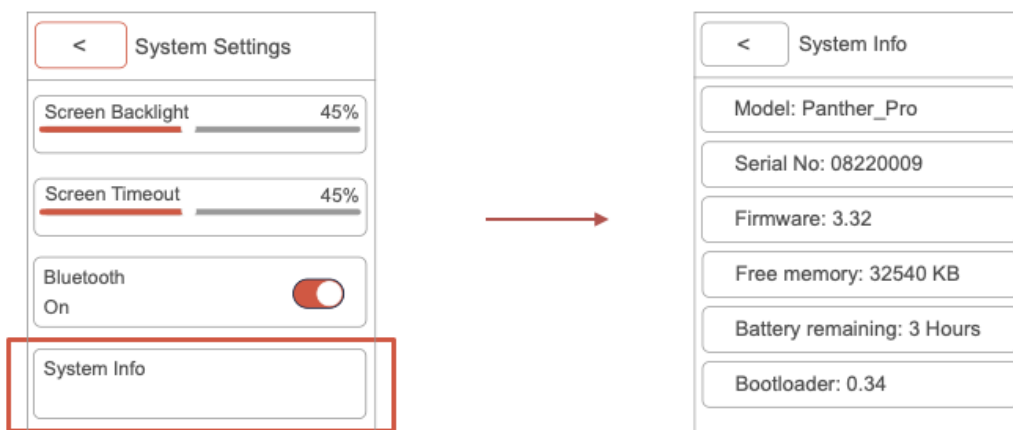 < System Settings
Screen Backlight 45%
Screen Timeout 45%
Bluetooth
On
System Info
< System Info
Model: Panther_Pro
Serial No: 08220009
Firmware: 3.32
Free memory: 32540 KB
Battery remaining: 3 Hours
Bootloader: 0.34